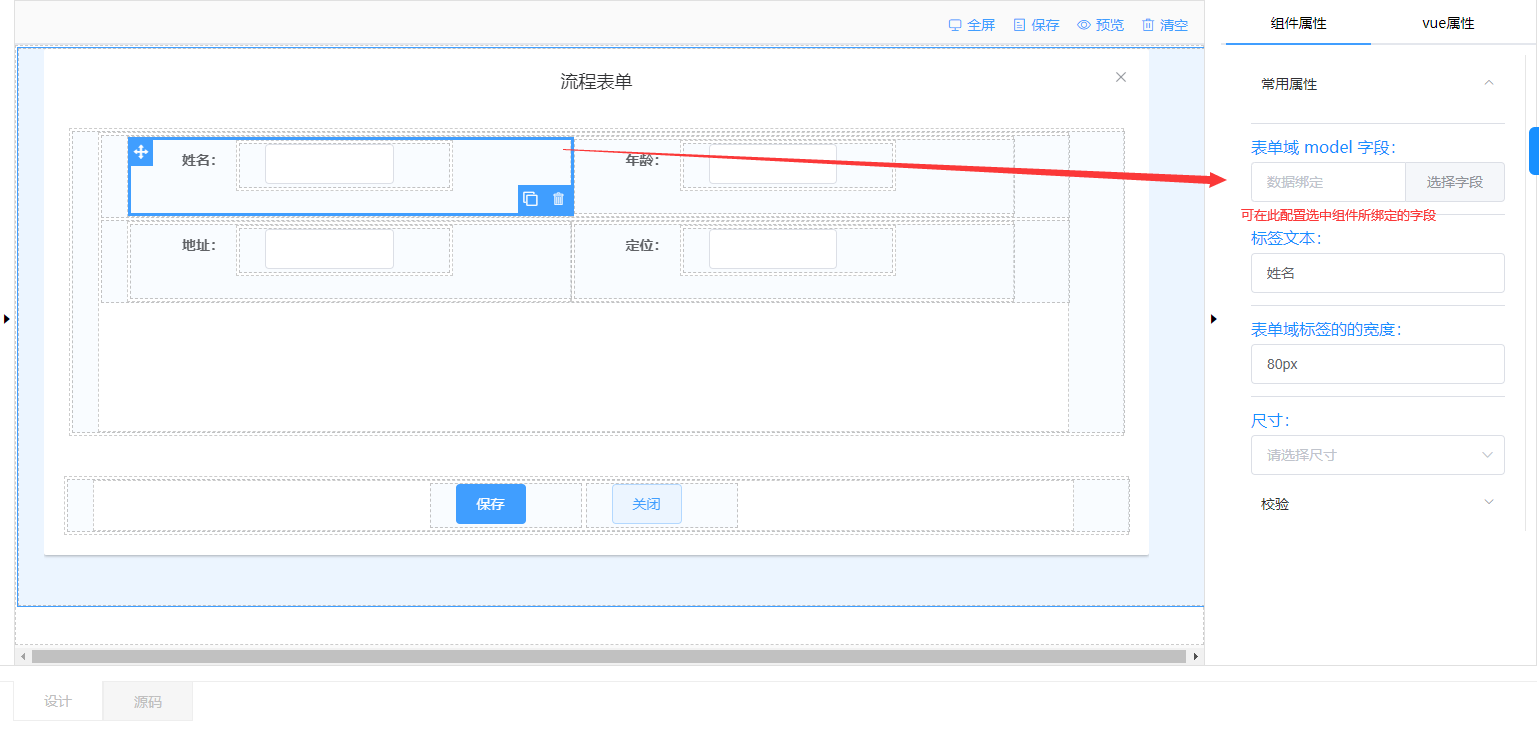 全屏 保存 预览 清空
组件属性 vue属性
流程表单
常用属性
姓名： 年龄：
表单域 model 字段：
数据绑定 选择字段
可在此配置选中组件所绑定的字段
地址： 定位：
标签文本：
姓名
表单域标签的的宽度：
80px
尺寸：
请选择尺寸
保存 关闭
校验
设计 源码